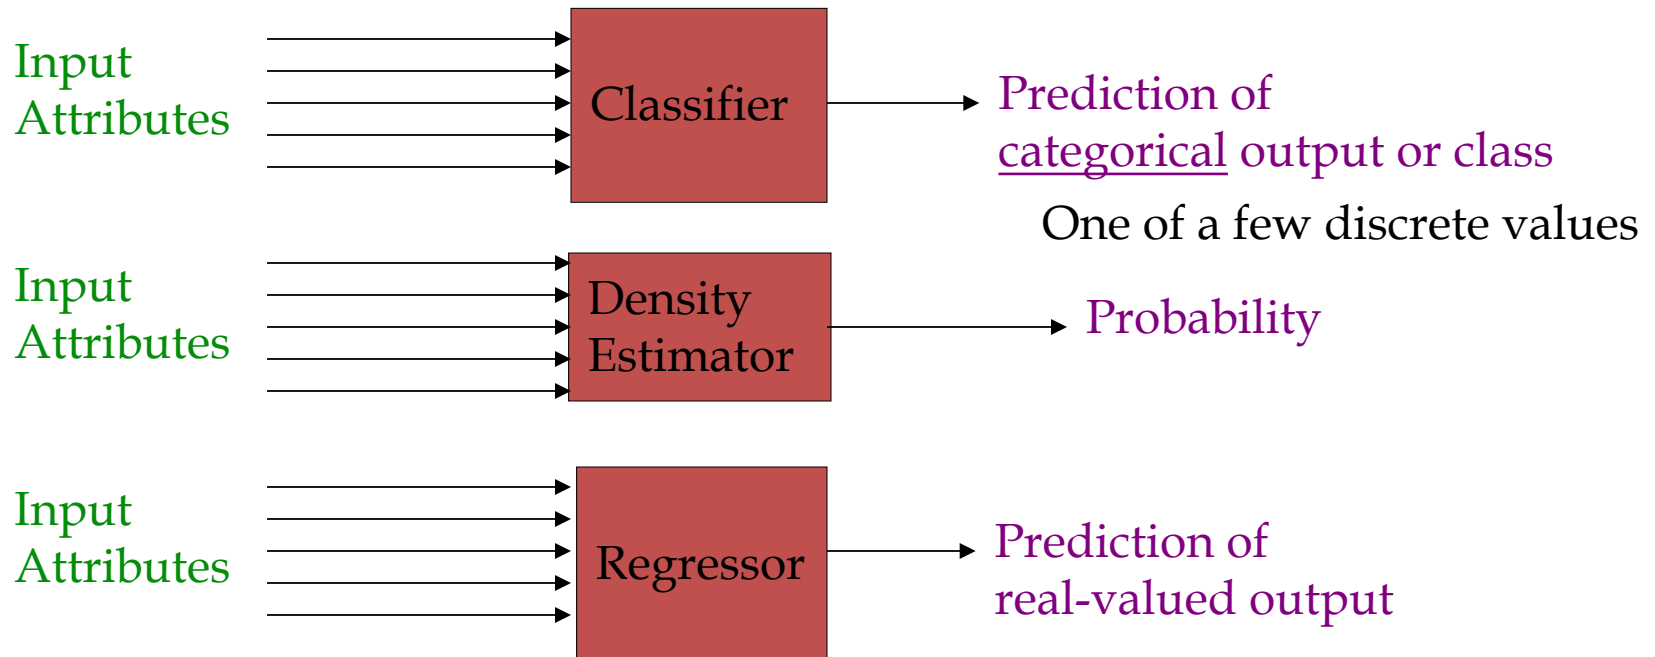 Input
Attributes
Classifier
Prediction of
categorical output or class
One of a few discrete values
Input
Attributes
Density
Estimator
Probability
Input
Attributes
Regressor
Prediction of
real-valued output